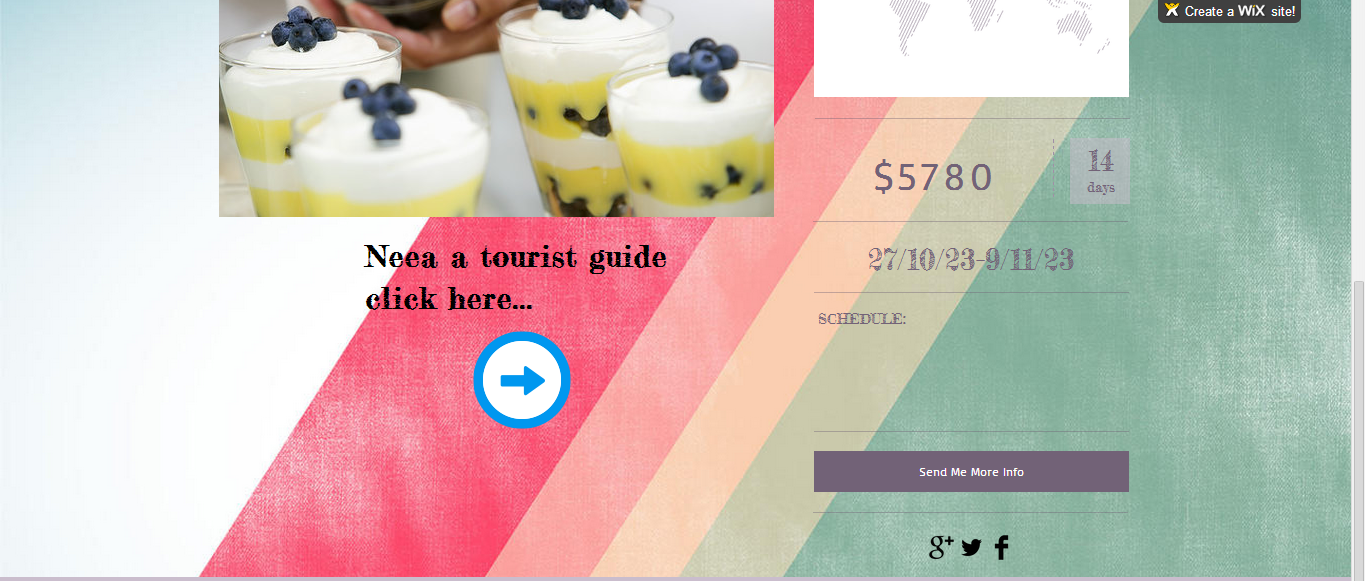 Create a WiX site!
$5780
14
days
Neea a tourist guide
click here...
27/10/23-9/11/23
SCHEDULE:
Send Me More Info
g+ f